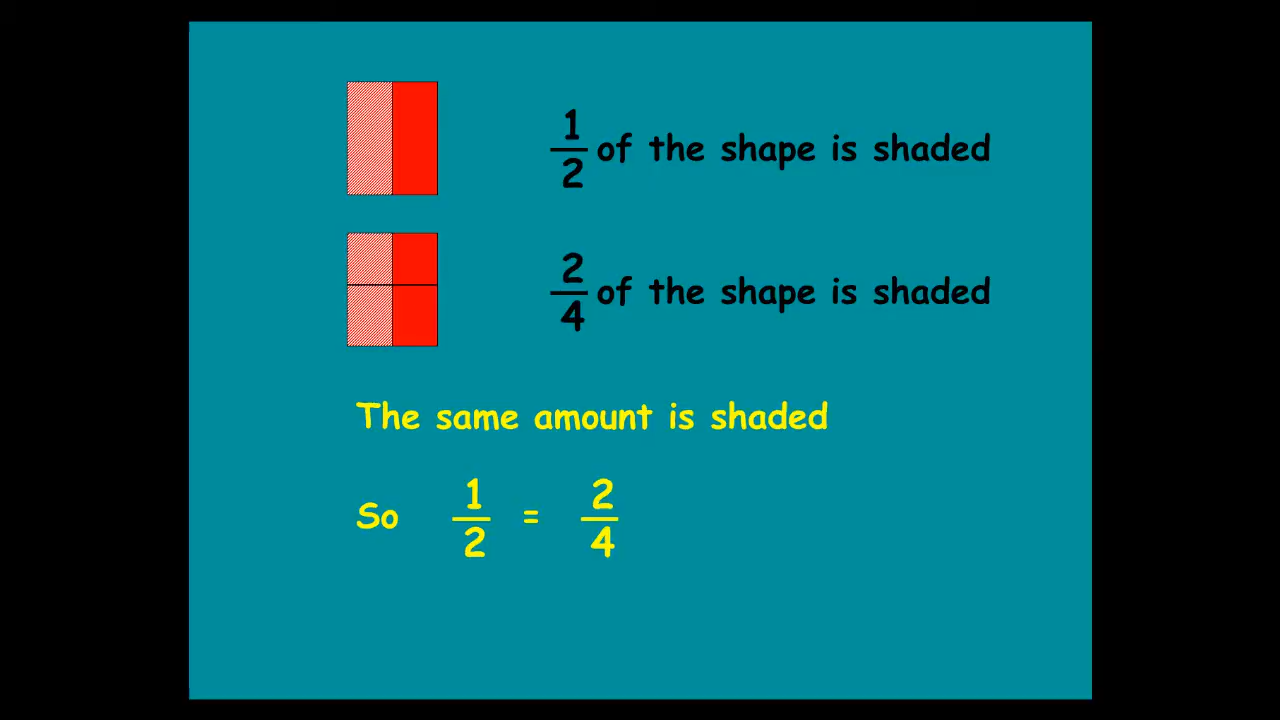 1/2 of the shape is shaded
2/4 of the shape is shaded
The same amount is shaded
So 1/2 = 2/4